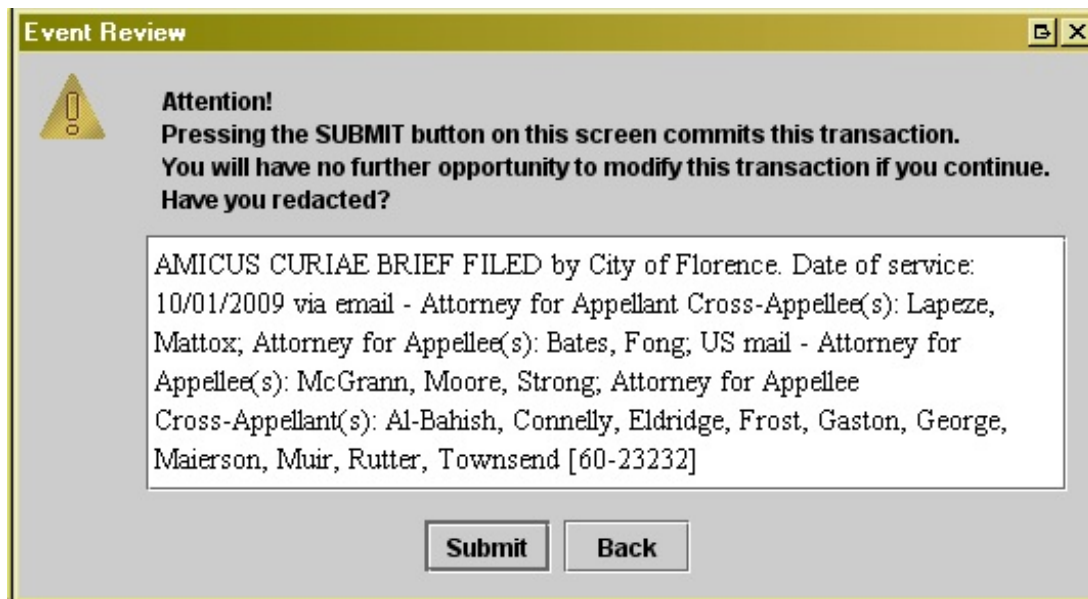 Event Review
Attention!
Pressing the SUBMIT button on this screen commits this transaction.
You will have no further opportunity to modify this transaction if you continue.
Have you redacted?
AMICUS CURIAE BRIEF FILED by City of Florence. Date of service:
10/01/2009 via email - Attorney for Appellant Cross-Appellee(s): Lapeze,
Mattox; Attorney for Appellee(s): Bates, Fong; US mail - Attorney for
Appellee(s): McGrann, Moore, Strong; Attorney for Appellee
Cross-Appellant(s): Al-Bahish, Connelly, Eldridge, Frost, Gaston, George,
Maierson, Muir, Rutter, Townsend [60-23232]
Submit Back